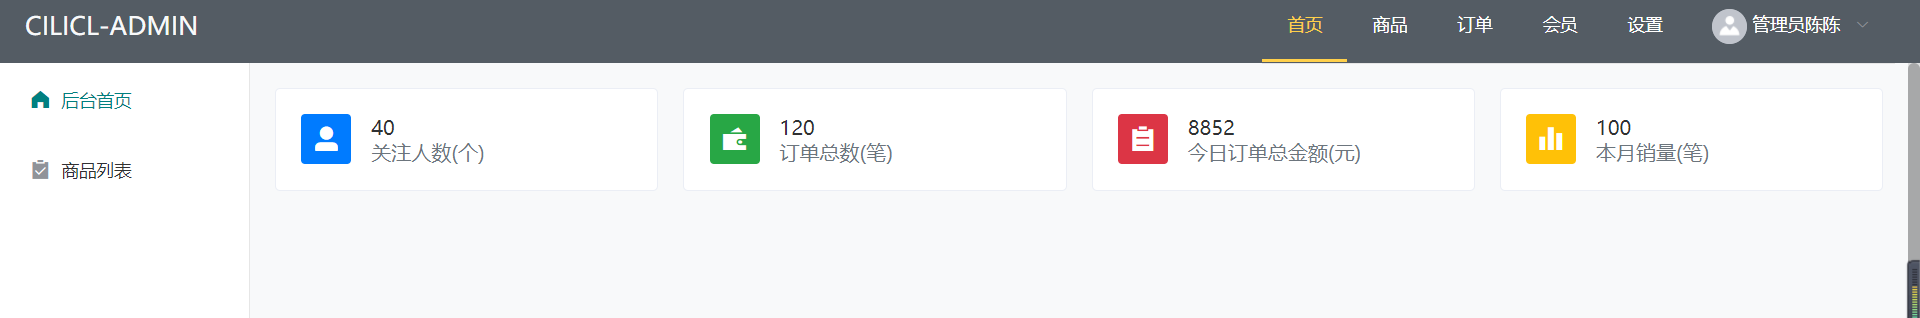 CILICL-ADMIN
首页
商品
订单
会员
设置
管理员陈陈
后台首页
商品列表
40
关注人数(个)
120
订单总数(笔)
8852
今日订单总金额(元)
100
本月销量(笔)